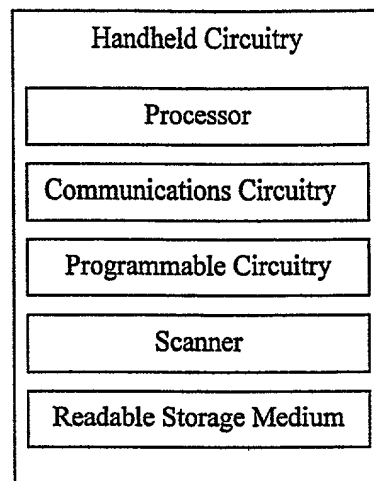 Handheld Circuitry
Processor
Communications Circuitry
Programmable Circuitry
Scanner
Readable Storage Medium